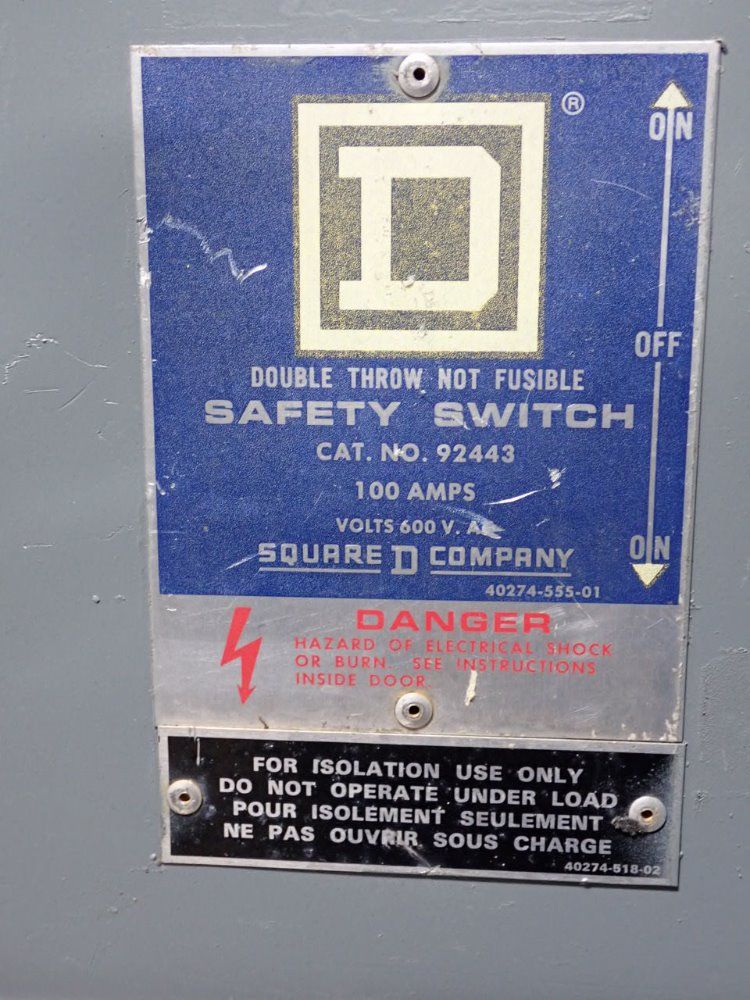 D
®
ON
OFF
DOUBLE THROW NOT FUSIBLE
SAFETY SWITCH
CAT. NO. 92443
100 AMPS
VOLTS 600 V.
SQUARE D COMPANY
ON
40274-555-01
DANGER
HAZARD OF ELECTRICAL SHOCK
OR BURN. SEE INSTRUCTIONS
INSIDE DOOR.
FOR ISOLATION USE ONLY
DO NOT OPERATE UNDER LOAD
POUR ISOLEMENT SEULEMENT
NE PAS OUVRIR SOUS CHARGE
40274-518-02